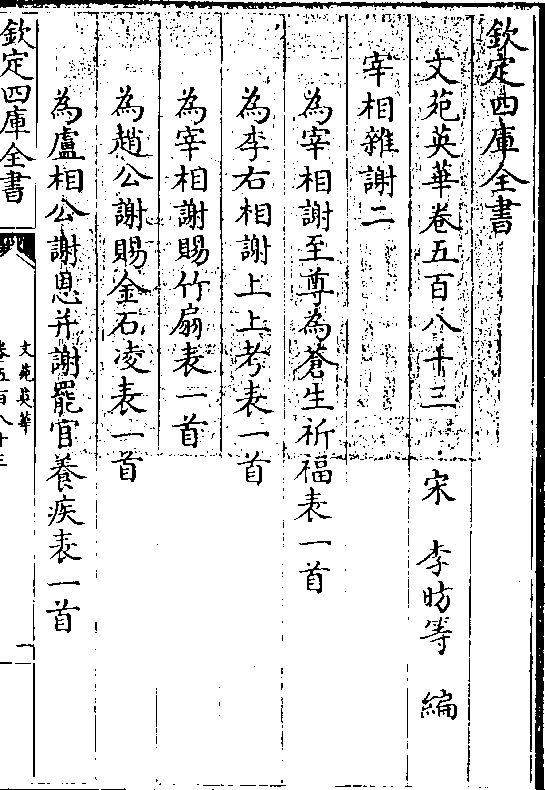 欽定四庫全書
文苑英華卷五百八十三　宋　李昉等　編
宰相雜謝二
為宰相謝至尊為蒼生祈福表一首
為李右相謝上上考表一首
為宰相謝賜竹扇表一首
為趙公謝賜金石凌表一首
為盧相公謝恩并謝罷官養疾表一首
欽定四庫全書
文苑英華
卷五百八十三
一